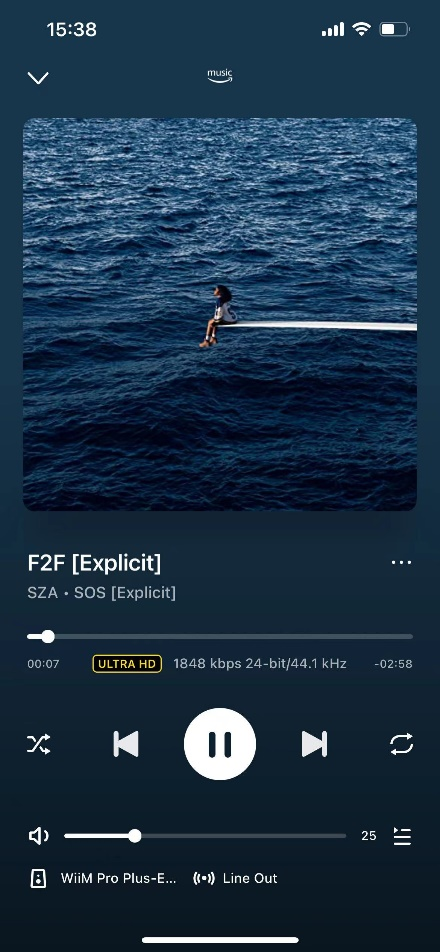 15:38
music
F2F [Explicit]
SZA • SOS [Explicit]
00:07 ULTRA HD 1848 kbps 24-bit/44.1 kHz -02:58
25
WiiM Pro Plus-E... Line Out